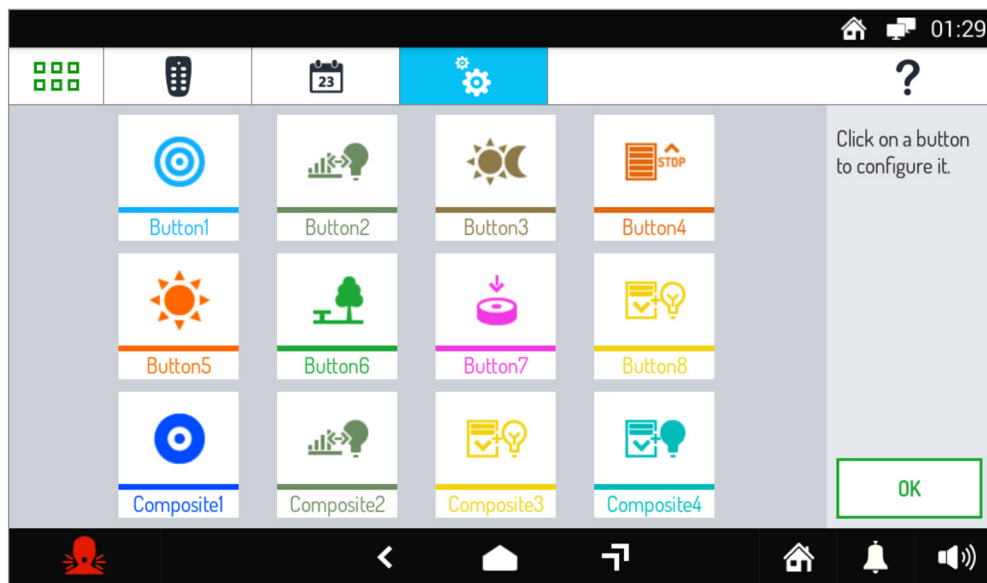 01:29
23
?
Click on a button
to configure it.
STOP
Button1
Button2
Button3
Button4
Button5
Button6
Button7
Button8
Composite1
Composite2
Composite3
Composite4
OK